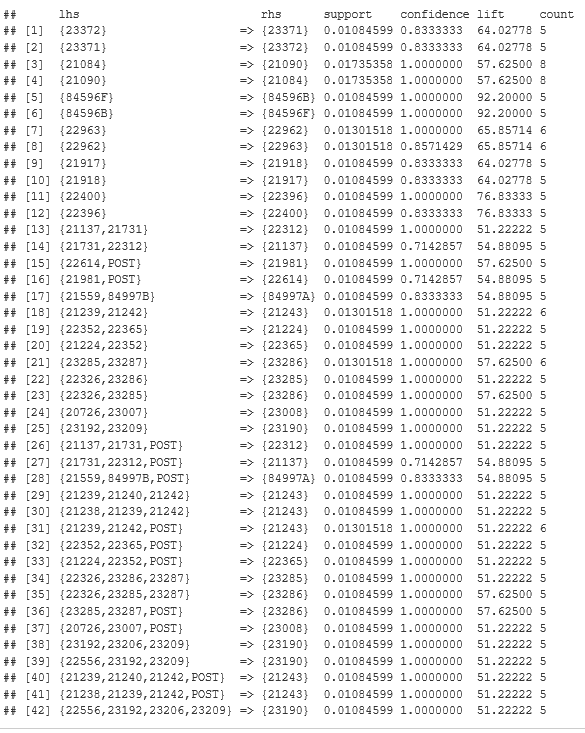 ## lhs rhs support confidence lift count
## [1] {23372} => {23371} 0.01084599 0.8333333 64.02778 5
## [2] {23371} => {23372} 0.01084599 0.8333333 64.02778 5
## [3] {21084} => {21090} 0.01735358 1.0000000 57.62500 8
## [4] {21090} => {21084} 0.01735358 1.0000000 57.62500 8
## [5] {84596F} => {84596B} 0.01084599 1.0000000 92.20000 5
## [6] {84596B} => {84596F} 0.01084599 1.0000000 92.20000 5
## [7] {22963} => {22962} 0.01301518 1.0000000 65.85714 6
## [8] {22962} => {22963} 0.01301518 0.8571429 65.85714 6
## [9] {21917} => {21918} 0.01084599 0.8333333 64.02778 5
## [10] {21918} => {21917} 0.01084599 0.8333333 64.02778 5
## [11] {22400} => {22396} 0.01084599 1.0000000 76.83333 5
## [12] {22396} => {22400} 0.01084599 0.8333333 76.83333 5
## [13] {21137,21731} => {22312} 0.01084599 1.0000000 51.22222 5
## [14] {21731,22312} => {21137} 0.01084599 0.7142857 54.88095 5
## [15] {22614,POST} => {21981} 0.01084599 1.0000000 57.62500 5
## [16] {21981,POST} => {22614} 0.01084599 0.7142857 54.88095 5
## [17] {21559,84997B} => {84997A} 0.01084599 0.8333333 54.88095 5
## [18] {21239,21242} => {21243} 0.01301518 1.0000000 51.22222 6
## [19] {22352,22365} => {21224} 0.01084599 1.0000000 51.22222 5
## [20] {21224,22352} => {22365} 0.01084599 1.0000000 51.22222 5
## [21] {23285,23287} => {23286} 0.01301518 1.0000000 57.62500 6
## [22] {22326,23286} => {23285} 0.01084599 1.0000000 51.22222 5
## [23] {22326,23285} => {23286} 0.01084599 1.0000000 57.62500 5
## [24] {20726,23007} => {23008} 0.01084599 1.0000000 51.22222 5
## [25] {23192,23209} => {23190} 0.01084599 1.0000000 51.22222 5
## [26] {21137,21731,POST} => {22312} 0.01084599 1.0000000 51.22222 5
## [27] {21731,22312,POST} => {21137} 0.01084599 0.7142857 54.88095 5
## [28] {21559,84997B,POST} => {84997A} 0.01084599 0.8333333 54.88095 5
## [29] {21239,21240,21242} => {21243} 0.01084599 1.0000000 51.22222 5
## [30] {21238,21239,21242} => {21243} 0.01084599 1.0000000 51.22222 5
## [31] {21239,21242,POST} => {21243} 0.01301518 1.0000000 51.22222 6
## [32] {22352,22365,POST} => {21224} 0.01084599 1.0000000 51.22222 5
## [33] {21224,22352,POST} => {22365} 0.01084599 1.0000000 51.22222 5
## [34] {22326,23286,23287} => {23285} 0.01084599 1.0000000 51.22222 5
## [35] {22326,23285,23287} => {23286} 0.01084599 1.0000000 57.62500 5
## [36] {23285,23287,POST} => {23286} 0.01084599 1.0000000 57.62500 5
## [37] {20726,23007,POST} => {23008} 0.01084599 1.0000000 51.22222 5
## [38] {23192,23206,23209} => {23190} 0.01084599 1.0000000 51.22222 5
## [39] {22556,23192,23209} => {23190} 0.01084599 1.0000000 51.22222 5
## [40] {21239,21240,21242,POST} => {21243} 0.01084599 1.0000000 51.22222 5
## [41] {21238,21239,21242,POST} => {21243} 0.01084599 1.0000000 51.22222 5
## [42] {22556,23192,23206,23209} => {23190} 0.01084599 1.0000000 51.22222 5